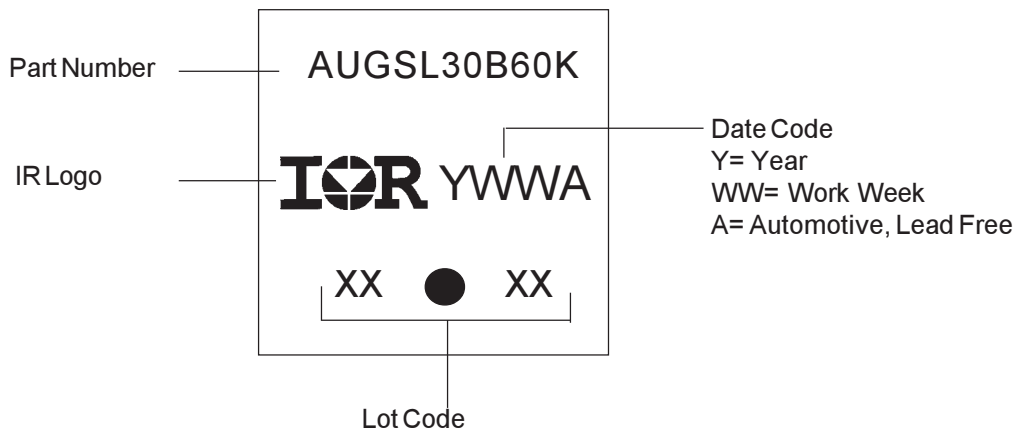 Part Number
AUGSL30B60K
IR Logo
IOR YWWA
Date Code
Y= Year
WW= Work Week
A= Automotive, Lead Free
XX XX
Lot Code